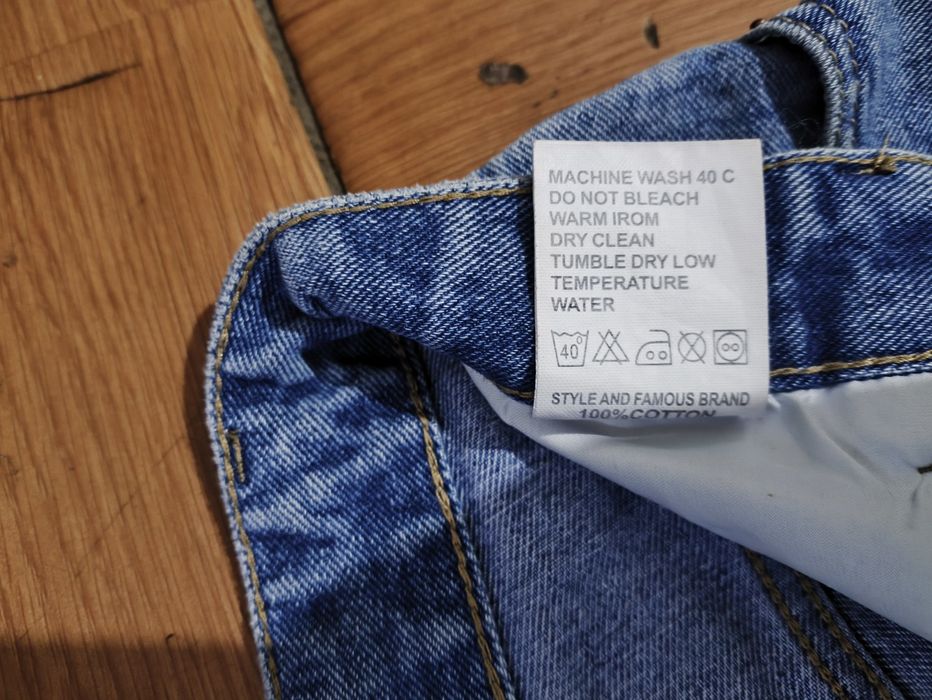 MACHINE WASH 40 C
DO NOT BLEACH
WARM IROM
DRY CLEAN
TUMBLE DRY LOW
TEMPERATURE
WATER
40°
STYLE AND FAMOUS BRAND
100%COTTON